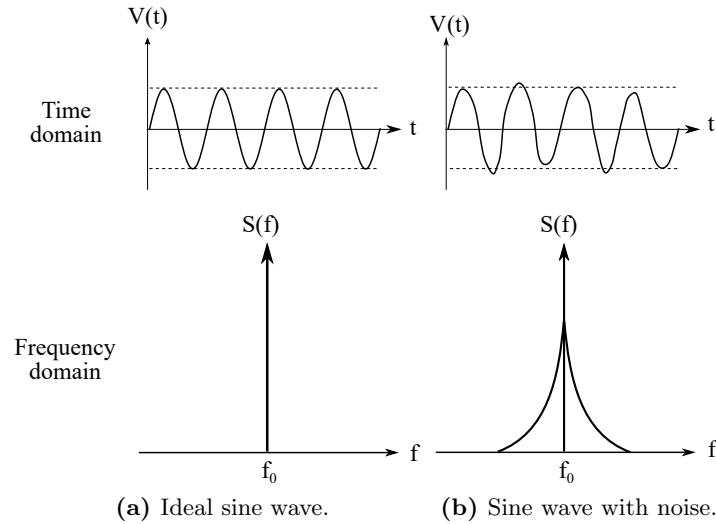 V(t)
V(t)
Time
domain
t
t
S(f)
S(f)
Frequency
domain
f
f
f₀
f₀
(a) Ideal sine wave.
(b) Sine wave with noise.